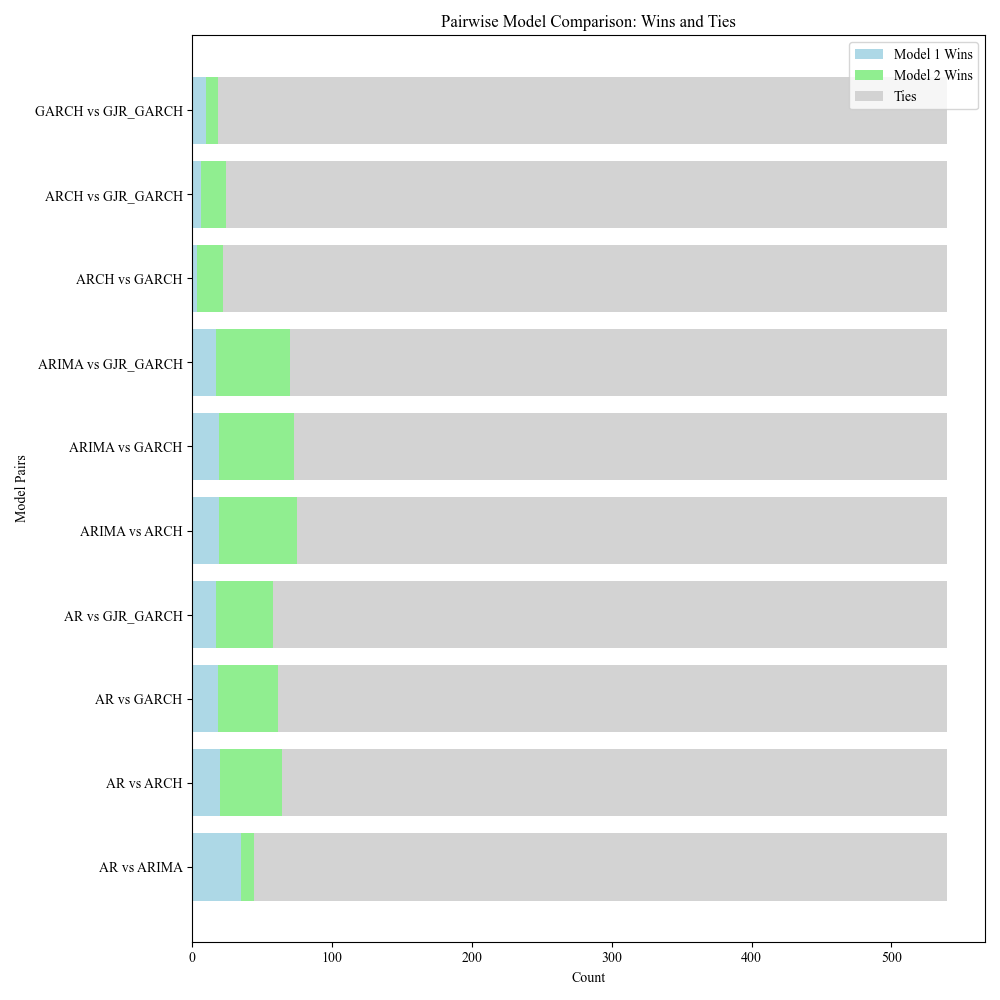 Pairwise Model Comparison: Wins and Ties
Model 1 Wins
Model 2 Wins
Ties
GARCH vs GJR_GARCH
ARCH vs GJR_GARCH
ARCH vs GARCH
ARIMA vs GJR_GARCH
ARIMA vs GARCH
ARIMA vs ARCH
AR vs GJR_GARCH
AR vs GARCH
AR vs ARCH
AR vs ARIMA
Model Pairs
0 100 200 300 400 500
Count